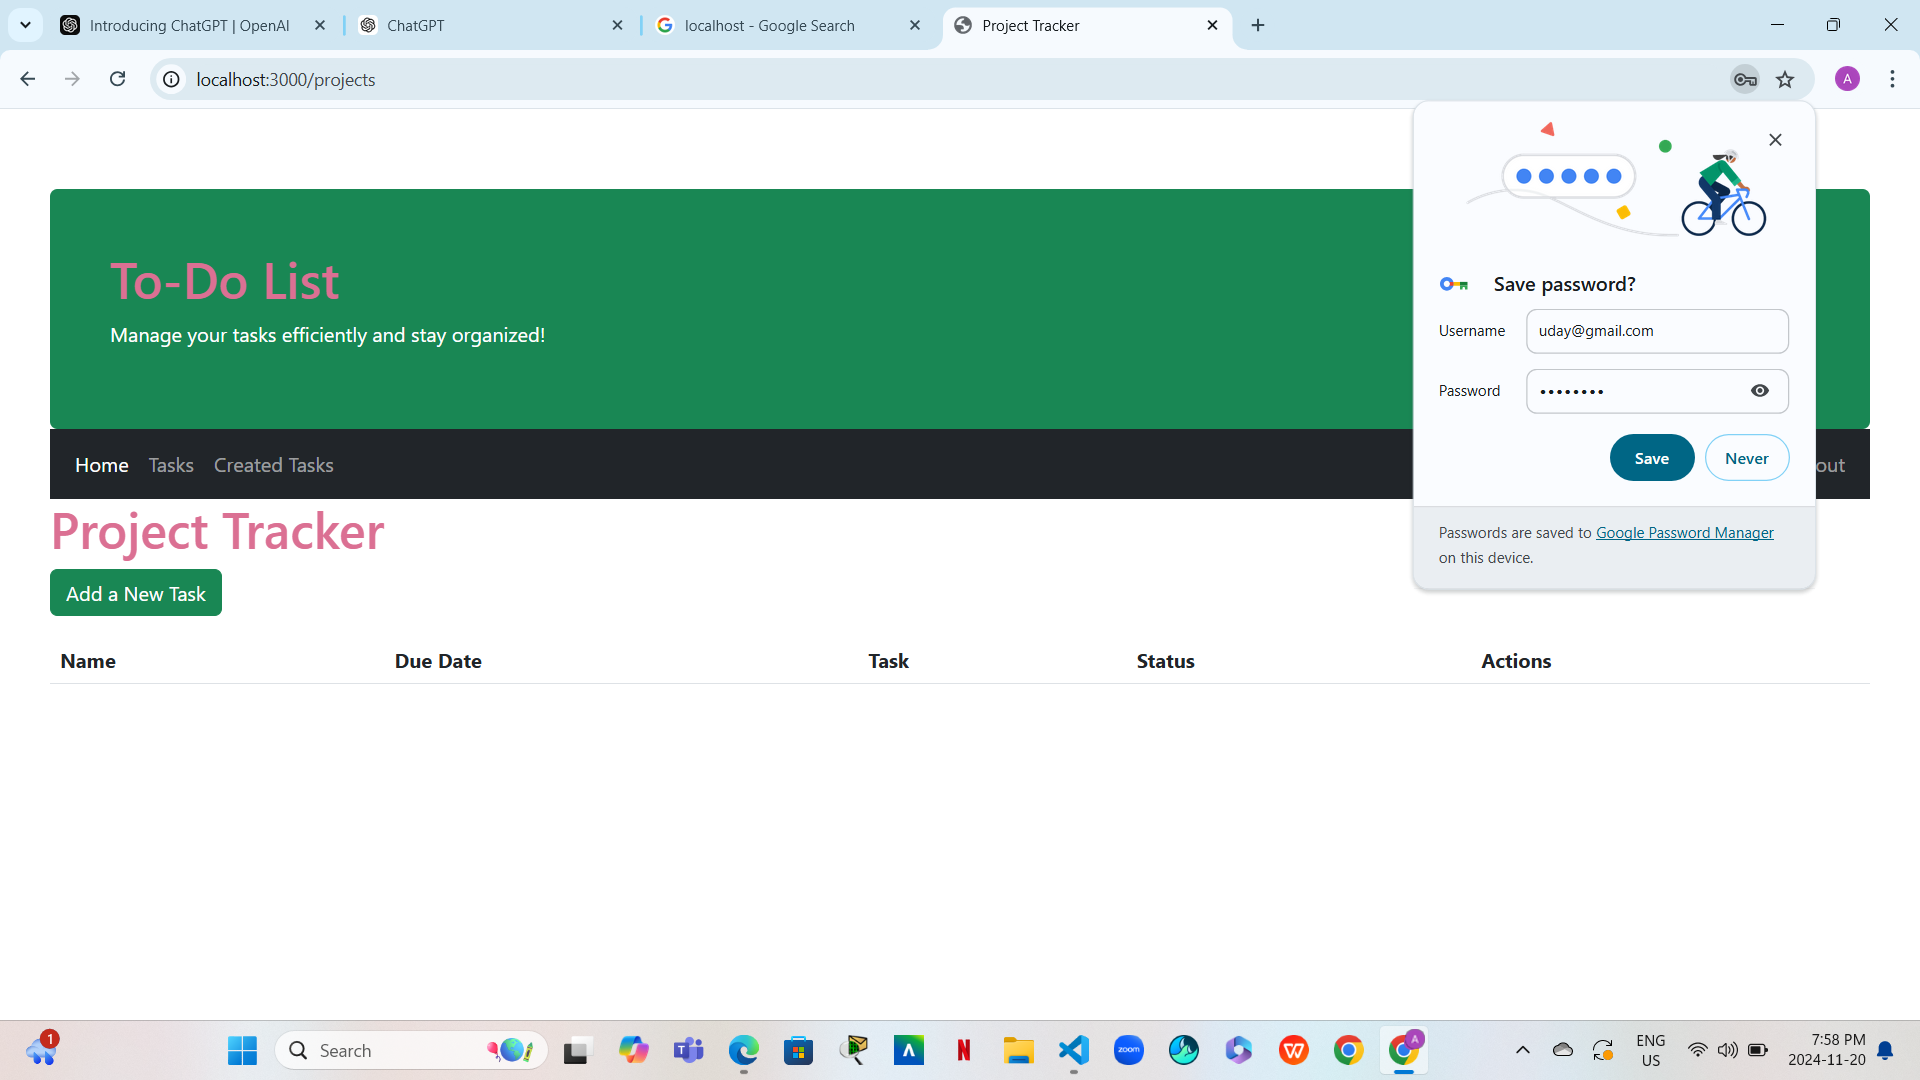 Introducing ChatGPT | OpenAI
ChatGPT
localhost - Google Search
Project Tracker
localhost:3000/projects
A
To-Do List
Manage your tasks efficiently and stay organized!
Home Tasks Created Tasks
out
Project Tracker
Add a New Task
Name Due Date Task Status Actions
Save password?
Username uday@gmail.com
Password ••••••••
Save Never
Passwords are saved to Google Password Manager
on this device.
1
Search
zoom
A
ENG
US
7:58 PM
2024-11-20